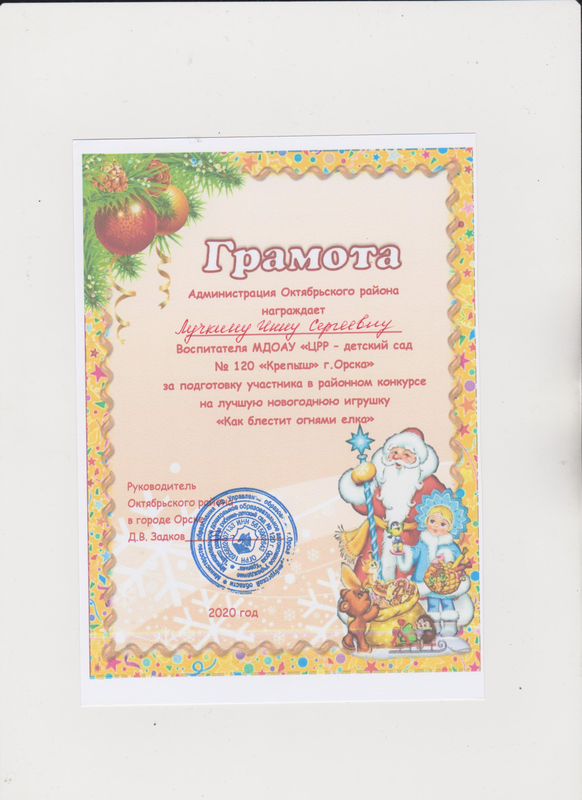 Грамота
Администрация Октябрьского района
награждает
Лучкину Инну Сергеевну
Воспитателя МДОАУ «ЦРР – детский сад
№ 120 «Крепыш» г.Орска»
за подготовку участника в районном конкурсе
на лучшую новогоднюю игрушку
«Как блестит огнями елка»
Руководитель
Октябрьского района
в городе Орске
Д.В. Задков
2020 год